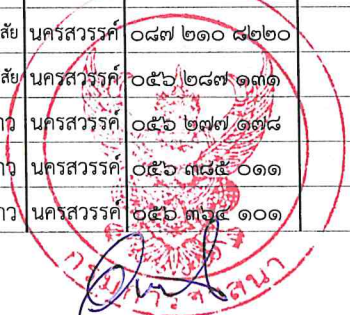 สัย นครสวรรค์ ๐๘๗ ๒๑๐ ๘๒๒๐
สัย นครสวรรค์ ๐๕๖ ๒๘๗ ๑๓๑
าว นครสวรรค์ ๐๕๖ ๒๗๗ ๑๗๘
าว นครสวรรค์ ๐๕๖ ๓๘๕ ๐๑๑
าว นครสวรรค์ ๐๕๖ ๓๖๔ ๑๐๑